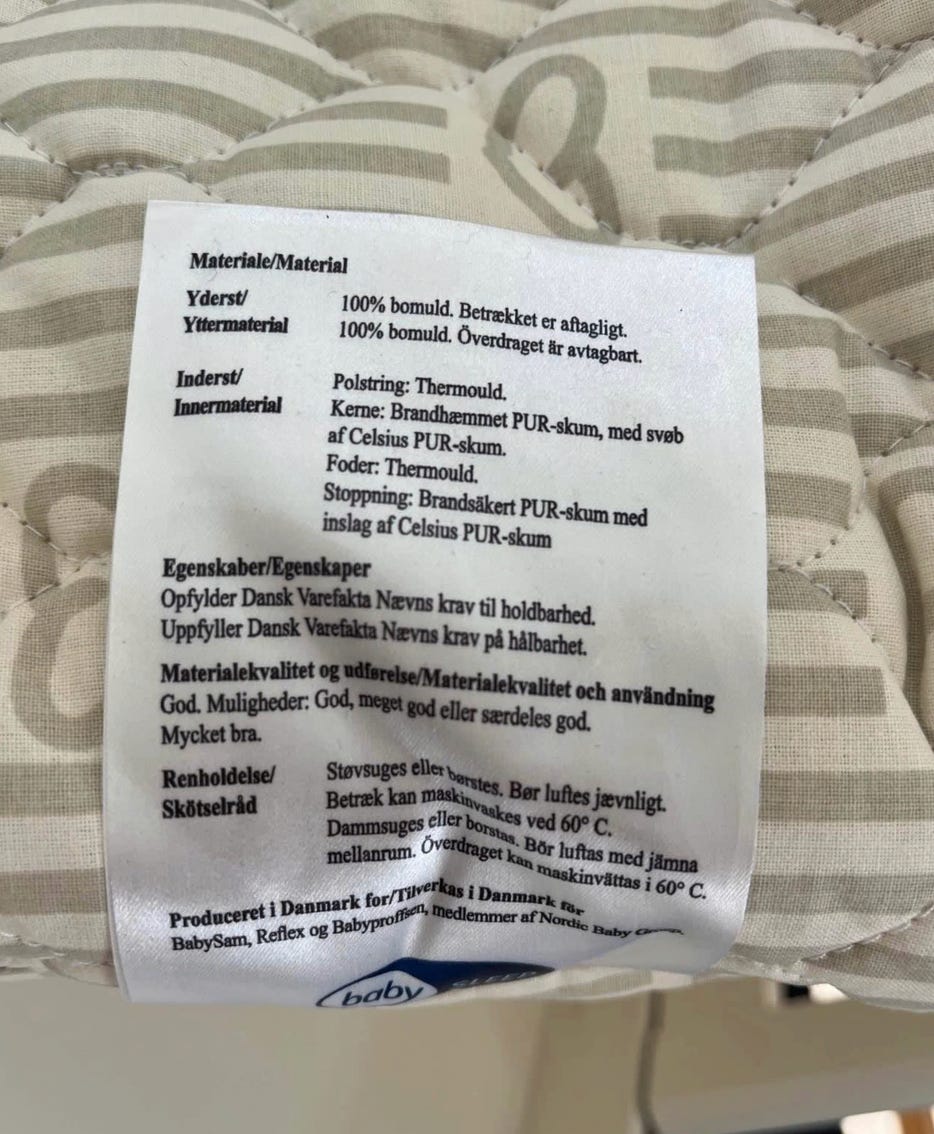 Materiale/Material
Yderst/ 100% bomuld. Betrækket er aftagligt.
Yttermaterial 100% bomuld. Överdraget är avtagbart.
Inderst/ Polstring: Thermould.
Innermaterial Kerne: Brandhæmmet PUR-skum, med svøb
af Celsius PUR-skum.
Foder: Thermould.
Stoppning: Brandsäkert PUR-skum med
inslag af Celsius PUR-skum
Egenskaber/Egenskaper
Opfylder Dansk Varefakta Nævns krav til holdbarhed.
Uppfyller Dansk Varefakta Nævns krav på hålbarhet.
Materialekvalitet og udførelse/Materialekvalitet och användning
God. Muligheder: God, meget god eller særdeles god.
Mycket bra.
Renholdelse/ Støvsuges eller børstes. Bør luftes jævnligt.
Skötselråd Betræk kan maskinvaskes ved 60° C.
Dammsuges eller borstas. Bör luftas med jämna
mellanrum. Överdraget kan maskinvättas i 60° C.
Produceret i Danmark for/Tilverkas i Danmark för
BabySam, Reflex og Babyproffsen, medlemmer af Nordic Baby
baby